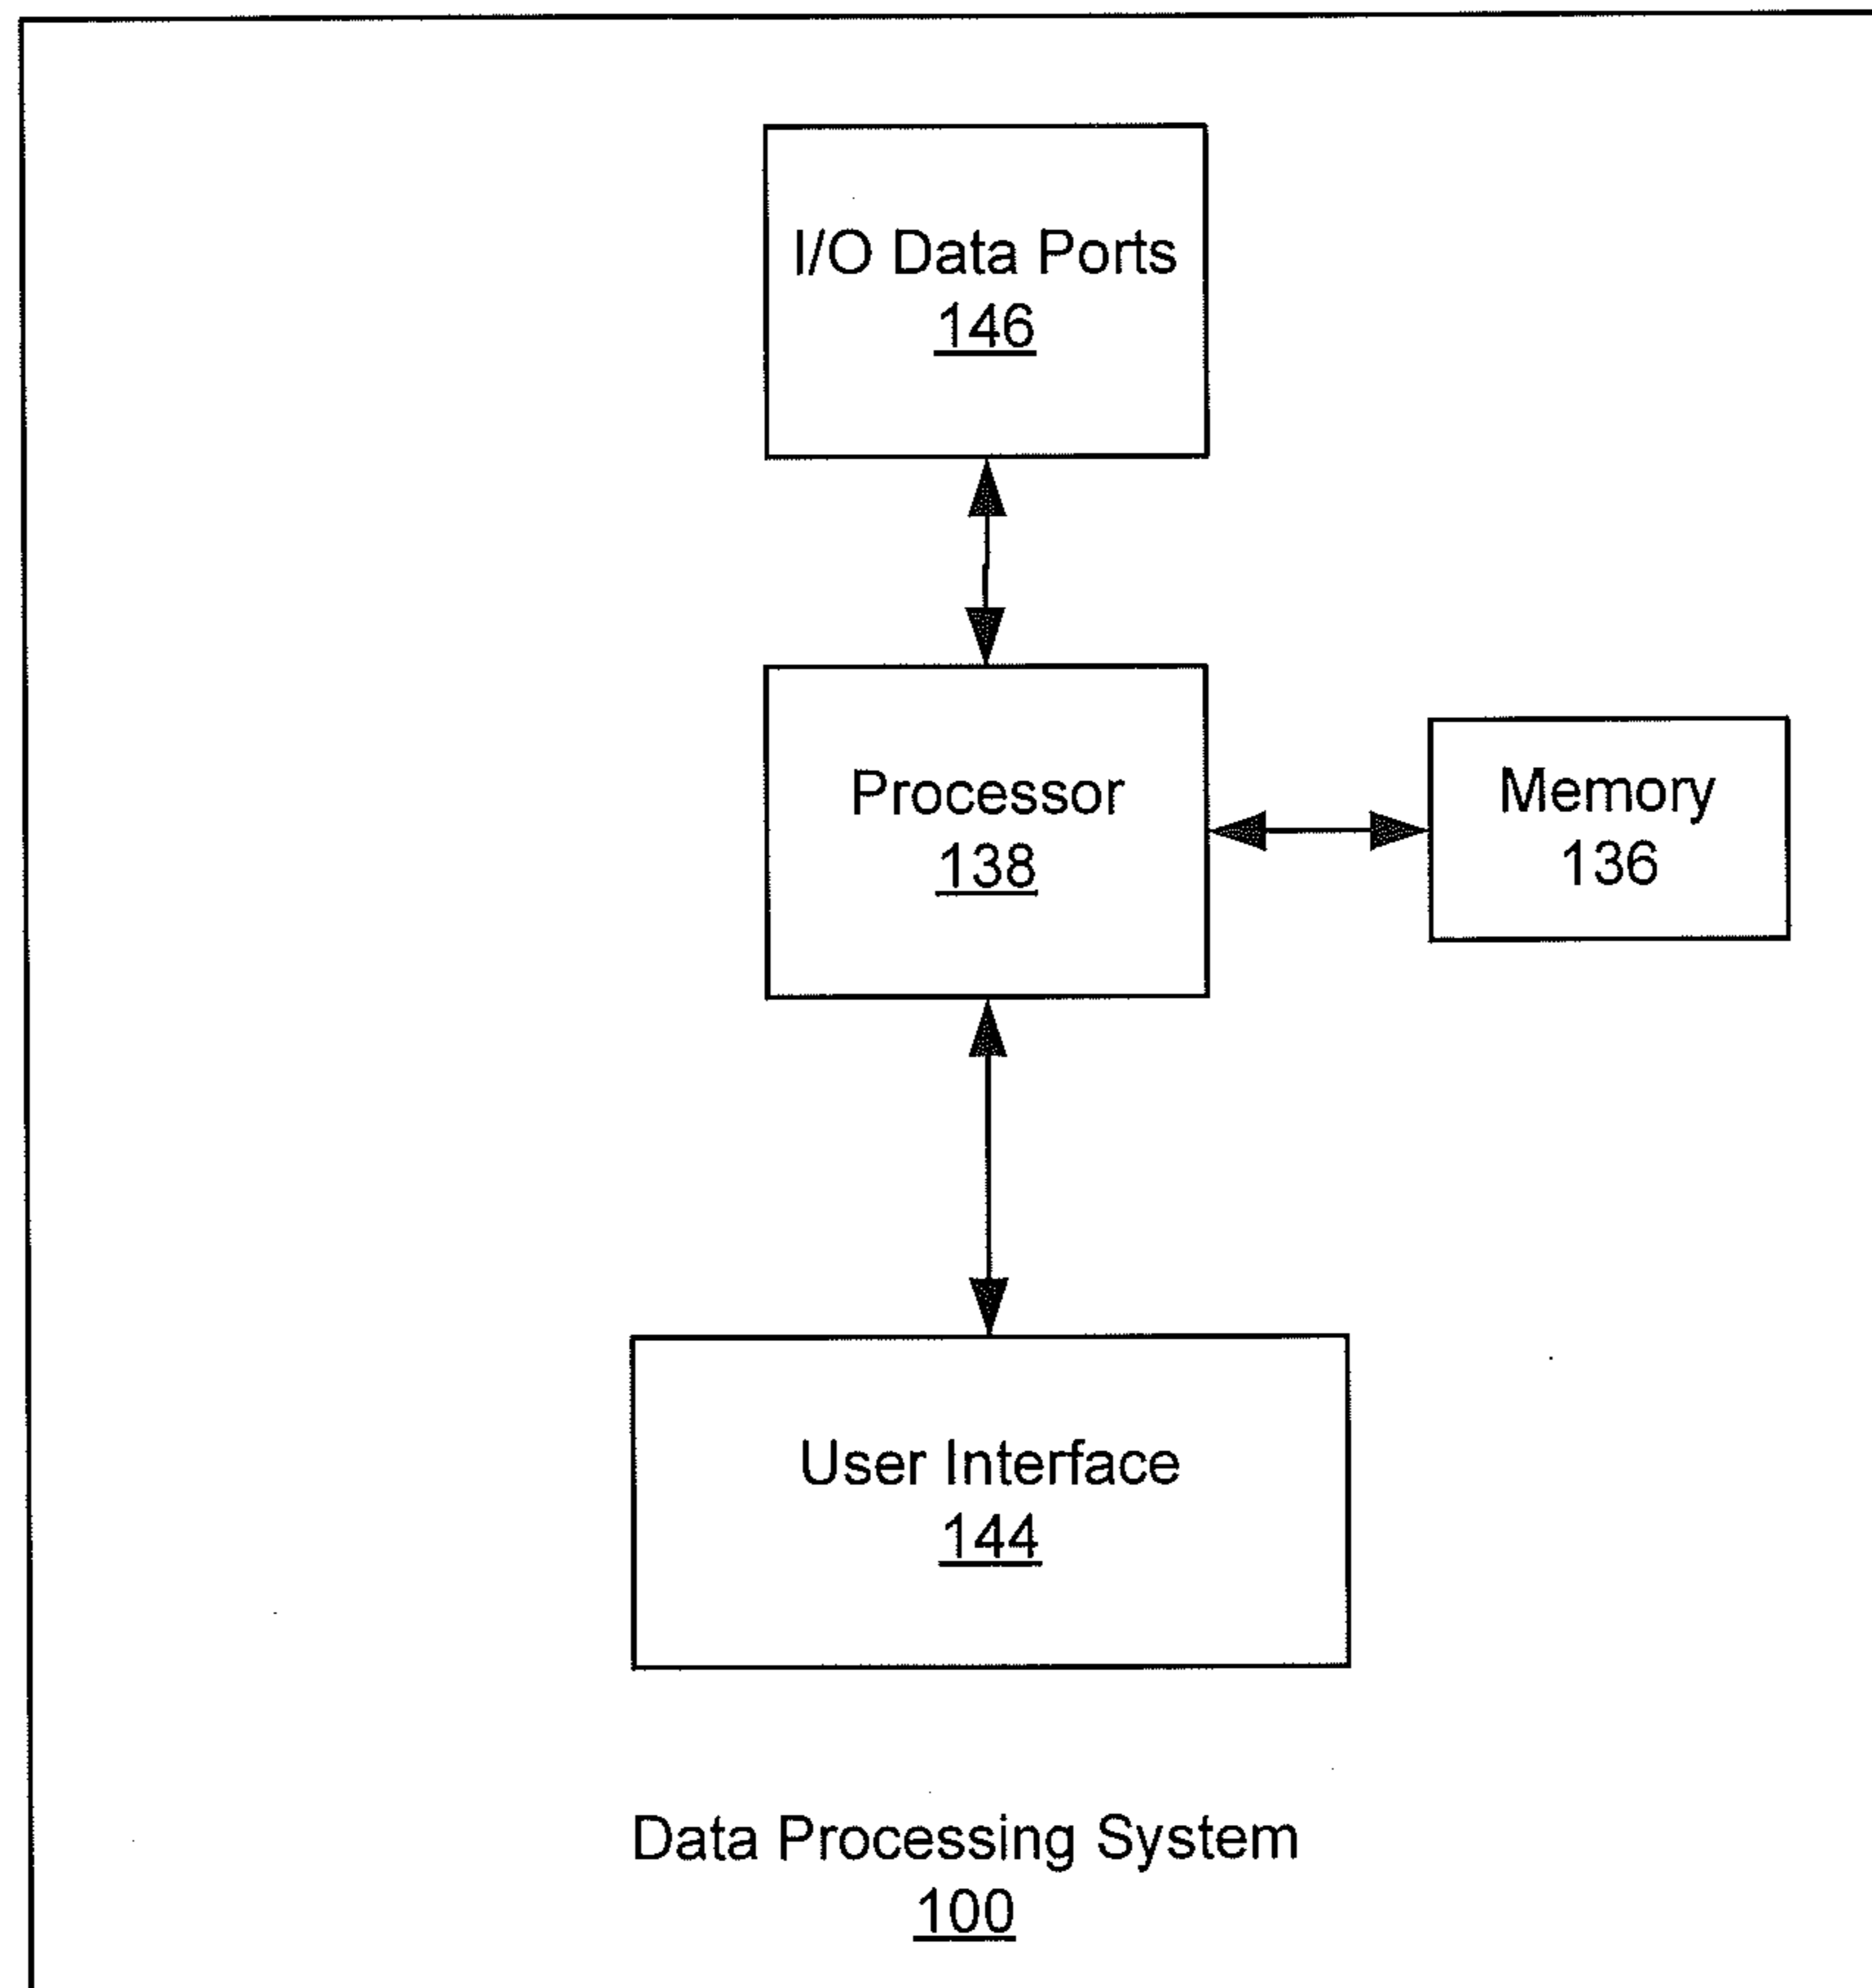 I/O Data Ports
146
Processor
138
Memory
136
User Interface
144
Data Processing System
100